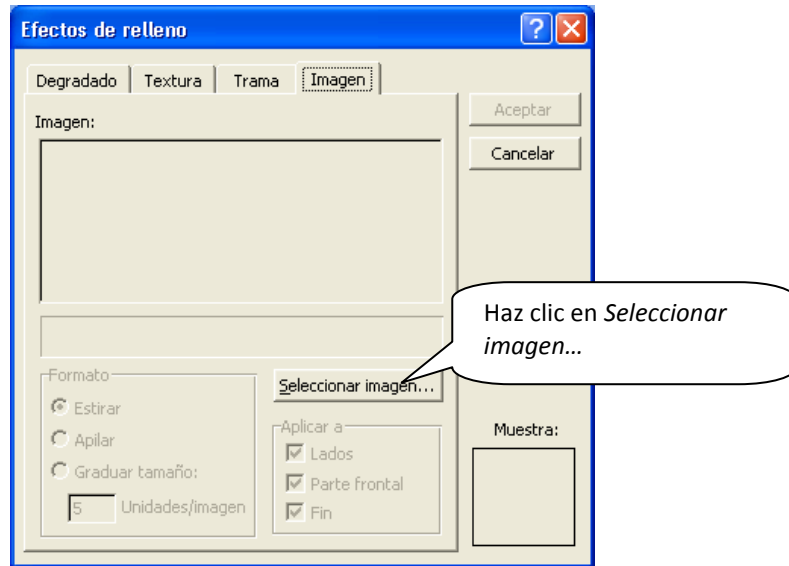 Efectos de relleno
Degradado Textura Trama Imagen
Aceptar
Imagen:
Cancelar
Haz clic en Seleccionar
imagen…
Formato
Seleccionar imagen...
Estirar
Aplicar a
Muestra:
Apilar
Lados
Graduar tamaño:
Parte frontal
5 Unidades/imagen
Fin